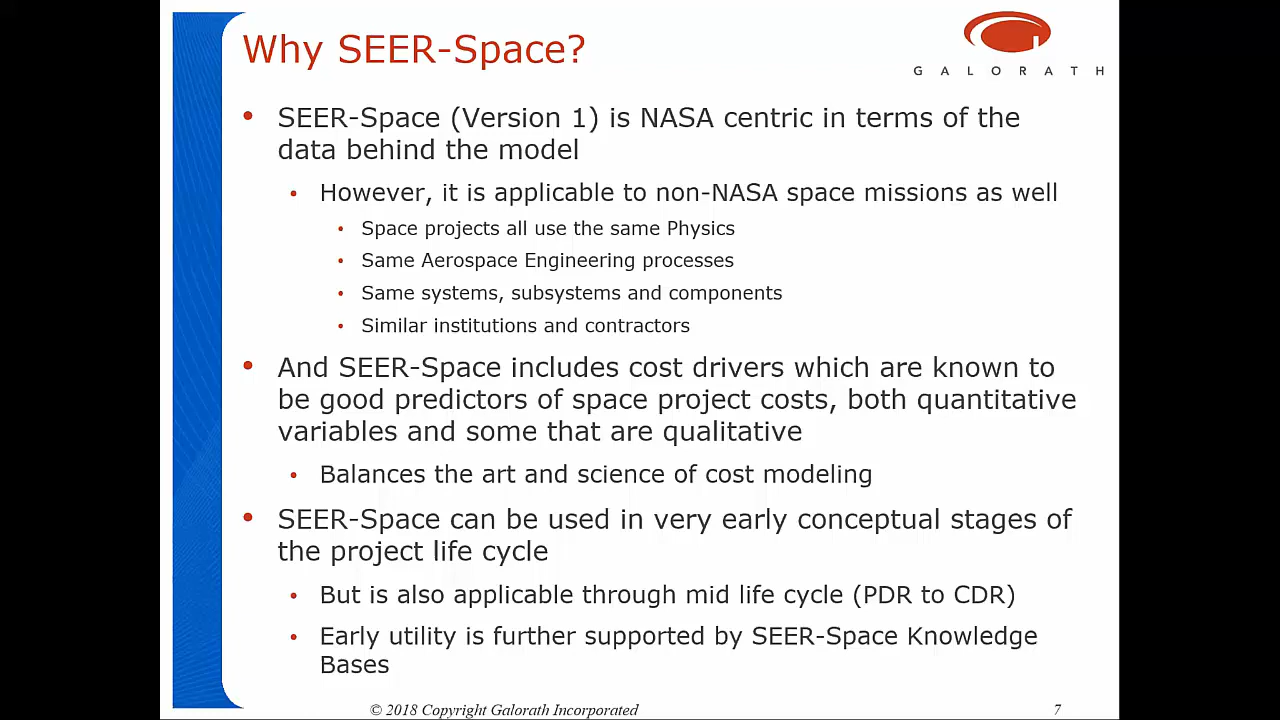 Why SEER-Space?
G A L O R A T H
• SEER-Space (Version 1) is NASA centric in terms of the
data behind the model
• However, it is applicable to non-NASA space missions as well
• Space projects all use the same Physics
• Same Aerospace Engineering processes
• Same systems, subsystems and components
• Similar institutions and contractors
• And SEER-Space includes cost drivers which are known to
be good predictors of space project costs, both quantitative
variables and some that are qualitative
• Balances the art and science of cost modeling
• SEER-Space can be used in very early conceptual stages of
the project life cycle
• But is also applicable through mid life cycle (PDR to CDR)
• Early utility is further supported by SEER-Space Knowledge
Bases
© 2018 Copyright Galorath Incorporated
7